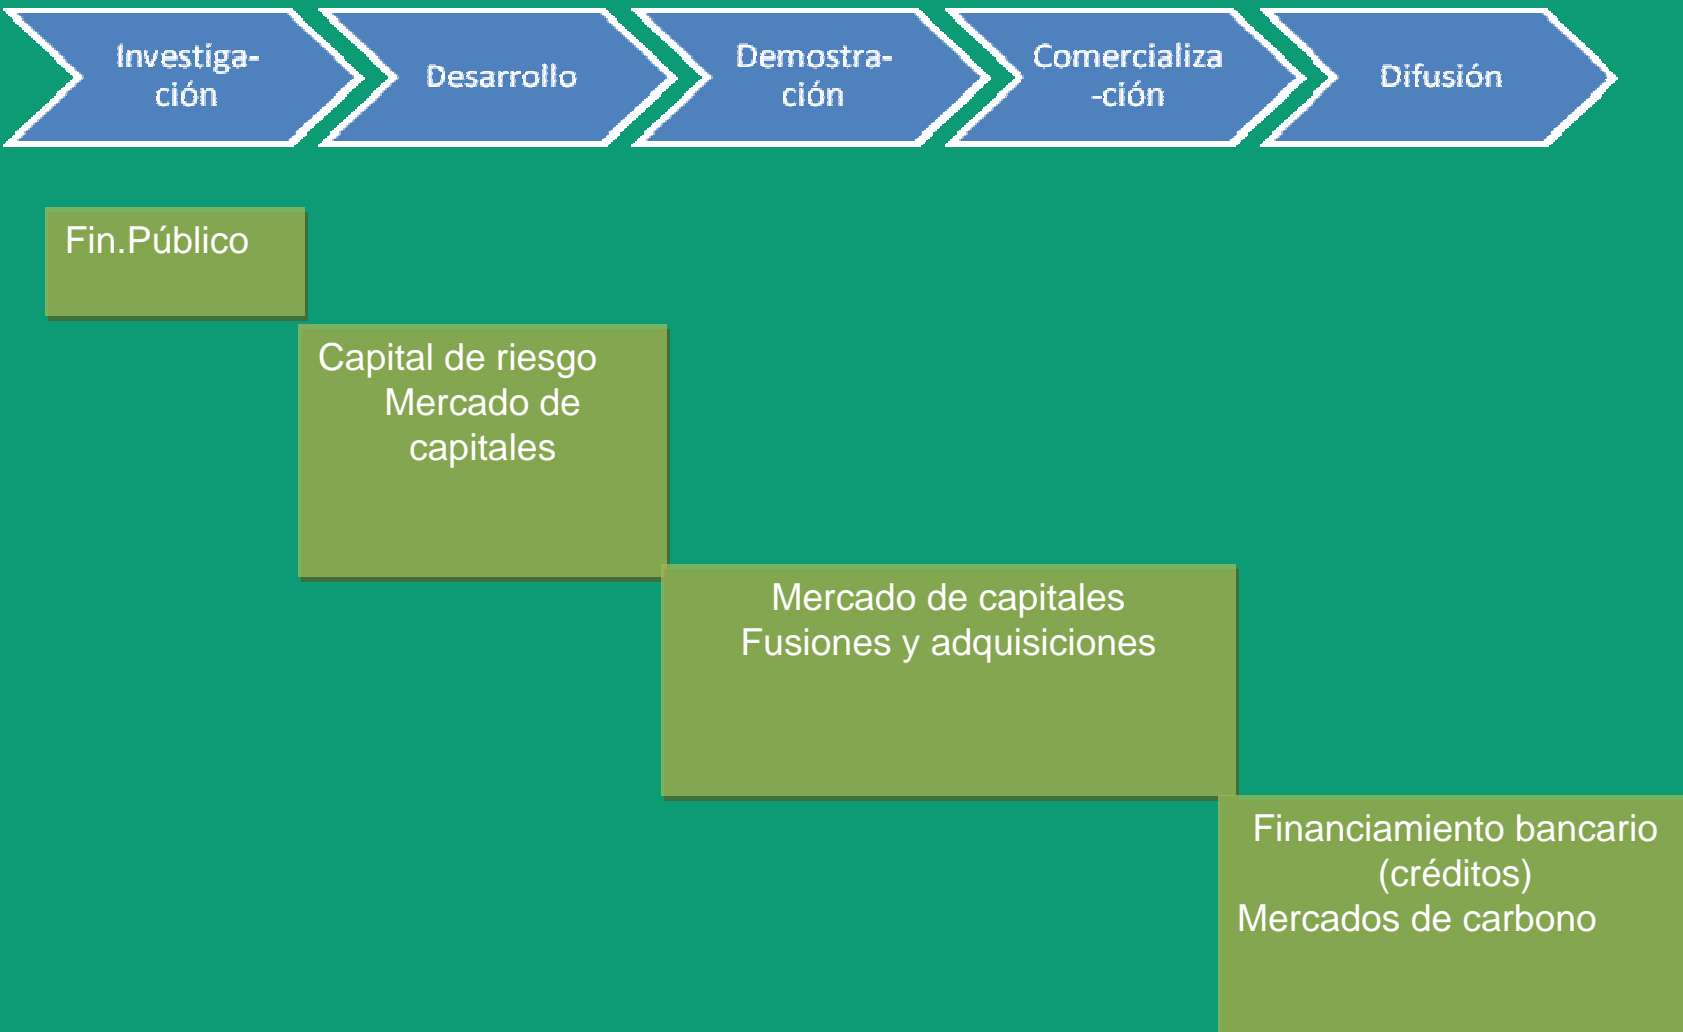 Investiga-
ción
Desarrollo
Demostra-
ción
Comercializa
-ción
Difusión
Fin.Público
Capital de riesgo
Mercado de
capitales
Mercado de capitales
Fusiones y adquisiciones
Financiamiento bancario
(créditos)
Mercados de carbono